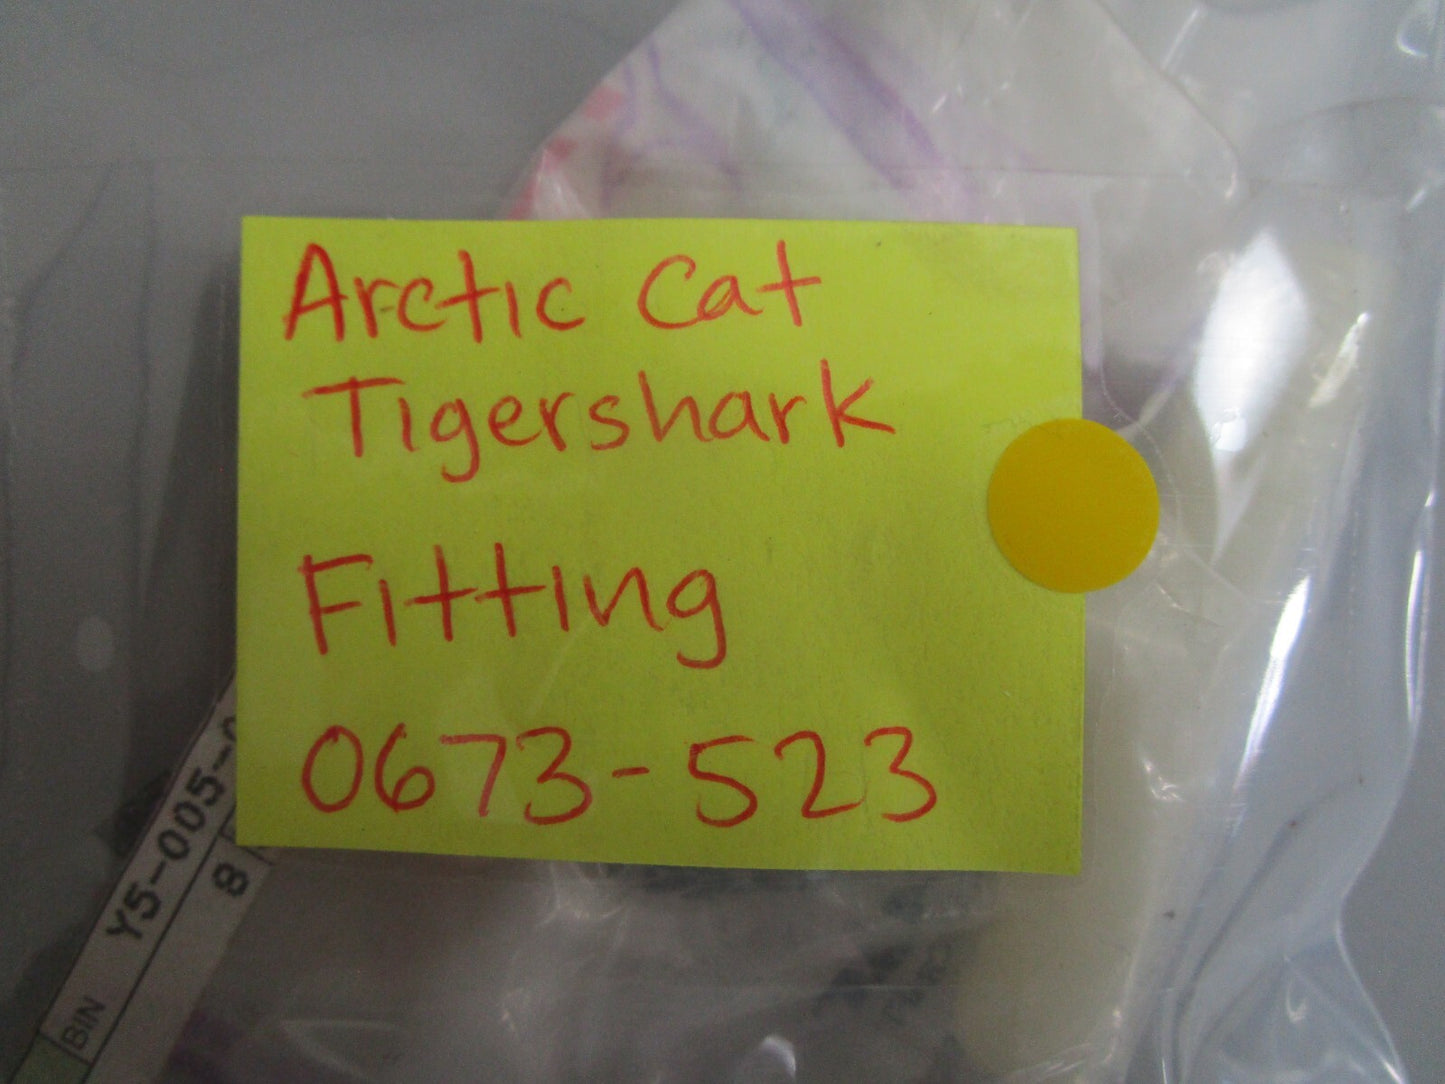 Arctic Cat
Tigershark
Fitting
0673-523
BIN Y5-005-
8